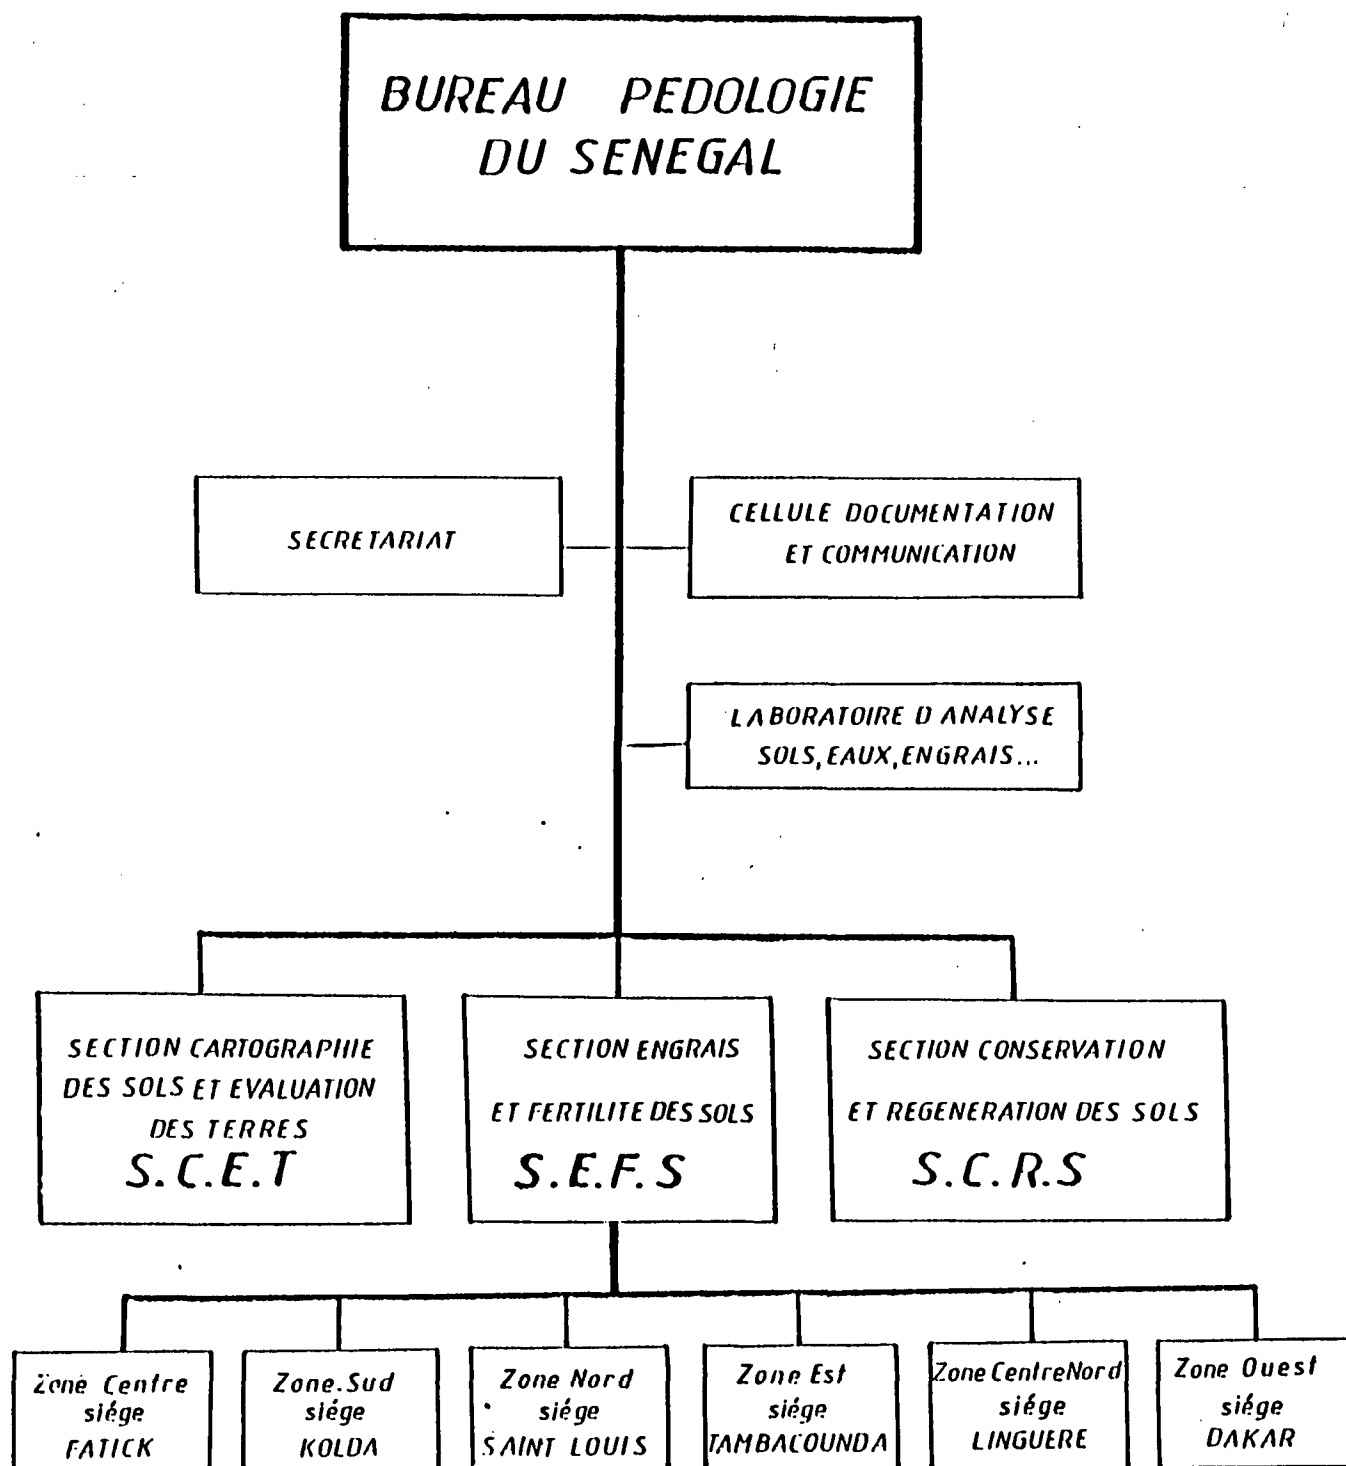 BUREAU PEDOLOGIE
DU SENEGAL
SECRETARIAT
CELLULE DOCUMENTATION
ET COMMUNICATION
LABORATOIRE D ANALYSE
SOLS, EAUX, ENGRAIS...
SECTION CARTOGRAPHIE
DES SOLS ET EVALUATION
DES TERRES
S.C.E.T
SECTION ENGRAIS
ET FERTILITE DES SOLS
S.E.F.S
SECTION CONSERVATION
ET REGENERATION DES SOLS
S.C.R.S
Zone Centre
siége
FATICK
Zone.Sud
siége
KOLDA
Zone Nord
siége
SAINT LOUIS
Zone Est
siége
TAMBACOUNDA
Zone Centre Nord
siége
LINGUERE
Zone Ouest
siége
DAKAR